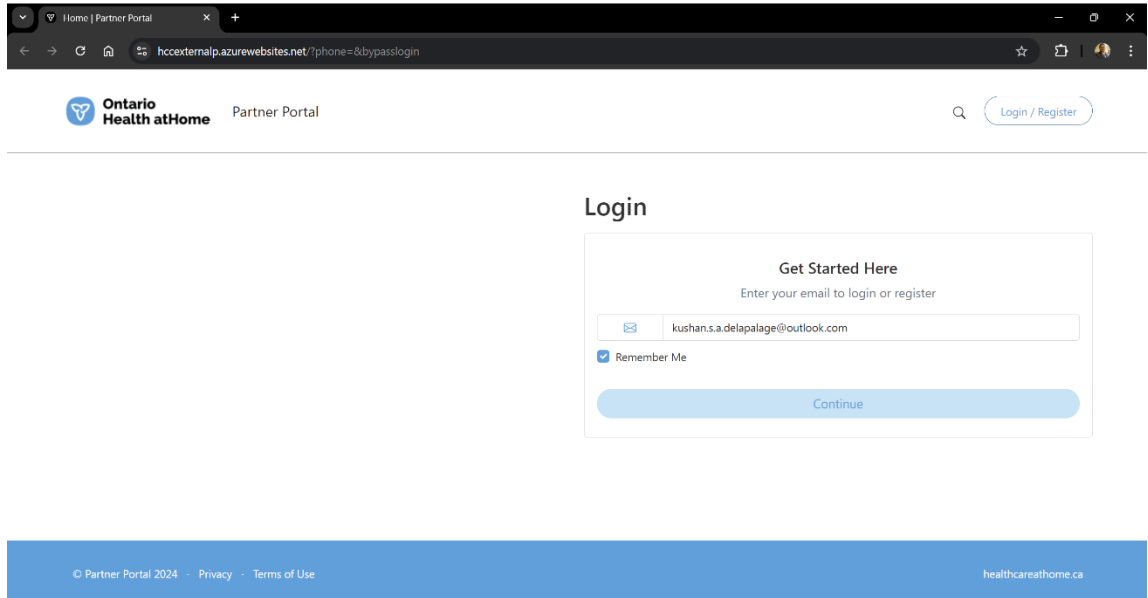 Home | Partner Portal
hccexternalp.azurewebsites.net/?phone=&bypasslogin
Ontario
Health atHome
Partner Portal
Login / Register
Login
Get Started Here
Enter your email to login or register
kushan.s.a.delapalage@outlook.com
Remember Me
Continue
© Partner Portal 2024 · Privacy · Terms of Use
healthcareathome.ca